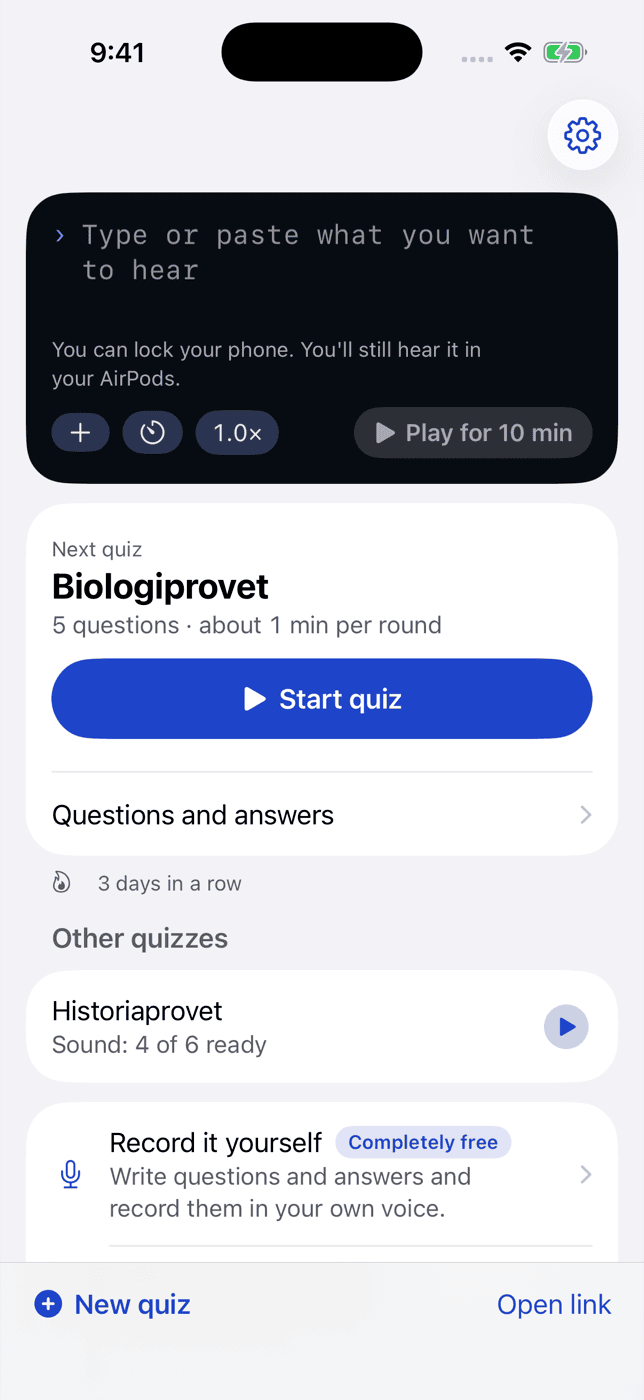 9:41
› Type or paste what you want
to hear
You can lock your phone. You'll still hear it in
your AirPods.
1.0×
Play for 10 min
Next quiz
Biologiprovet
5 questions · about 1 min per round
Start quiz
Questions and answers
3 days in a row
Other quizzes
Historiaprovet
Sound: 4 of 6 ready
Record it yourself Completely free
Write questions and answers and
record them in your own voice.
New quiz
Open link